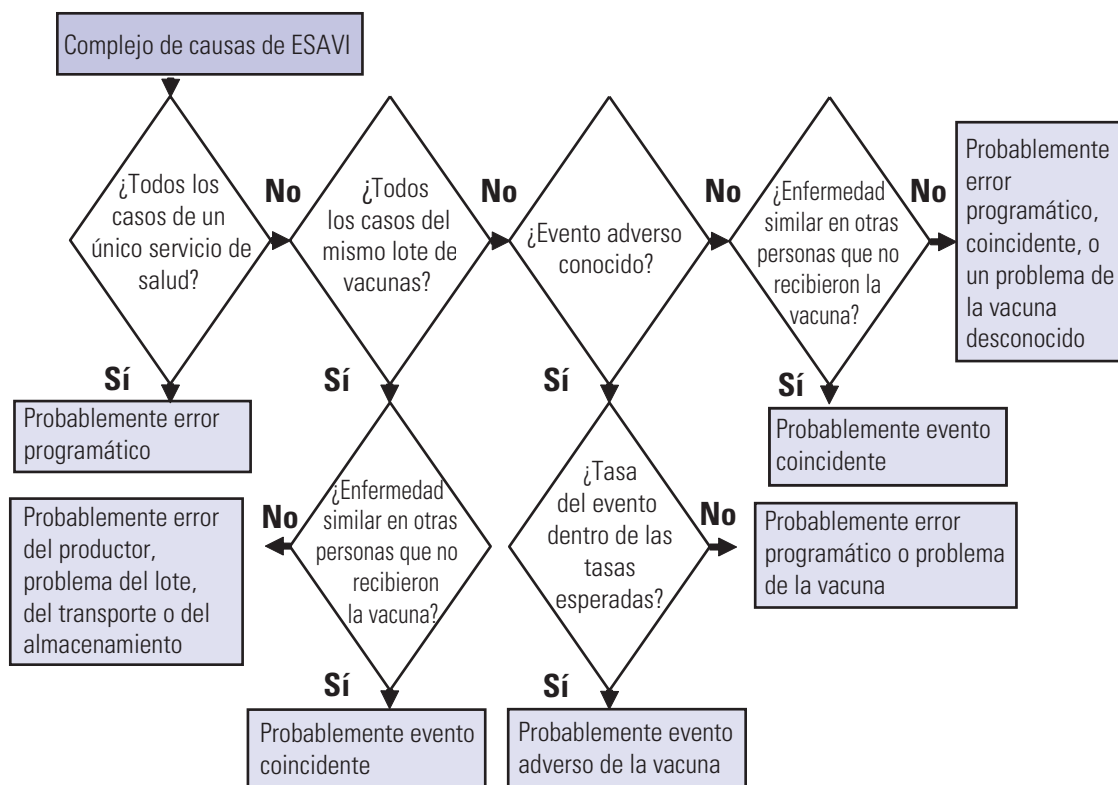 Complejo de causas de ESAVI
¿Todos los
casos de un
único servicio de
salud?
No
Sí
Probablemente error
programático
¿Todos
los casos del
mismo lote de
vacunas?
No
Sí
¿Enfermedad
similar en otras
personas que no
recibieron
la vacuna?
No
Probablemente error
del productor,
problema del lote,
del transporte o del
almacenamiento
Sí
Probablemente evento
coincidente
¿Evento adverso
conocido?
No
Sí
¿Tasa
del evento
dentro de las
tasas
esperadas?
No
Probablemente error
programático o problema
de la vacuna
Sí
Probablemente evento
adverso de la vacuna
¿Enfermedad
similar en otras
personas que no
recibieron la
vacuna?
No
Probablemente
error
programático,
coincidente, o
un problema de
la vacuna
desconocido
Sí
Probablemente evento
coincidente